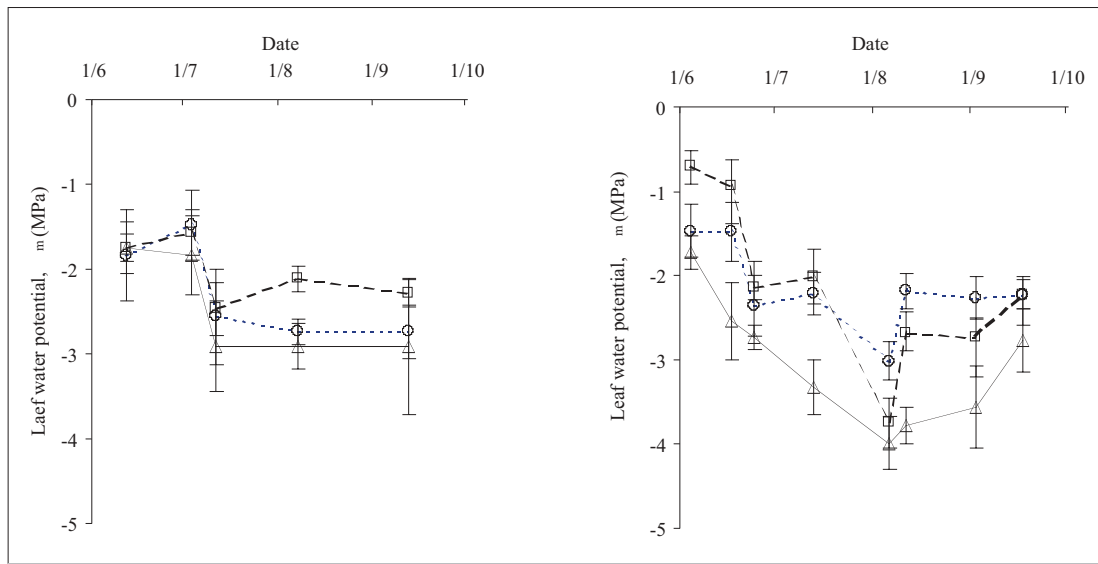 Date
1/6 1/7 1/8 1/9 1/10
0
-1
-2
-3
-4
-5
Laef water potential, m (MPa)
Date
1/6 1/7 1/8 1/9 1/10
0
-1
-2
-3
-4
-5
Leaf water potential, m (MPa)